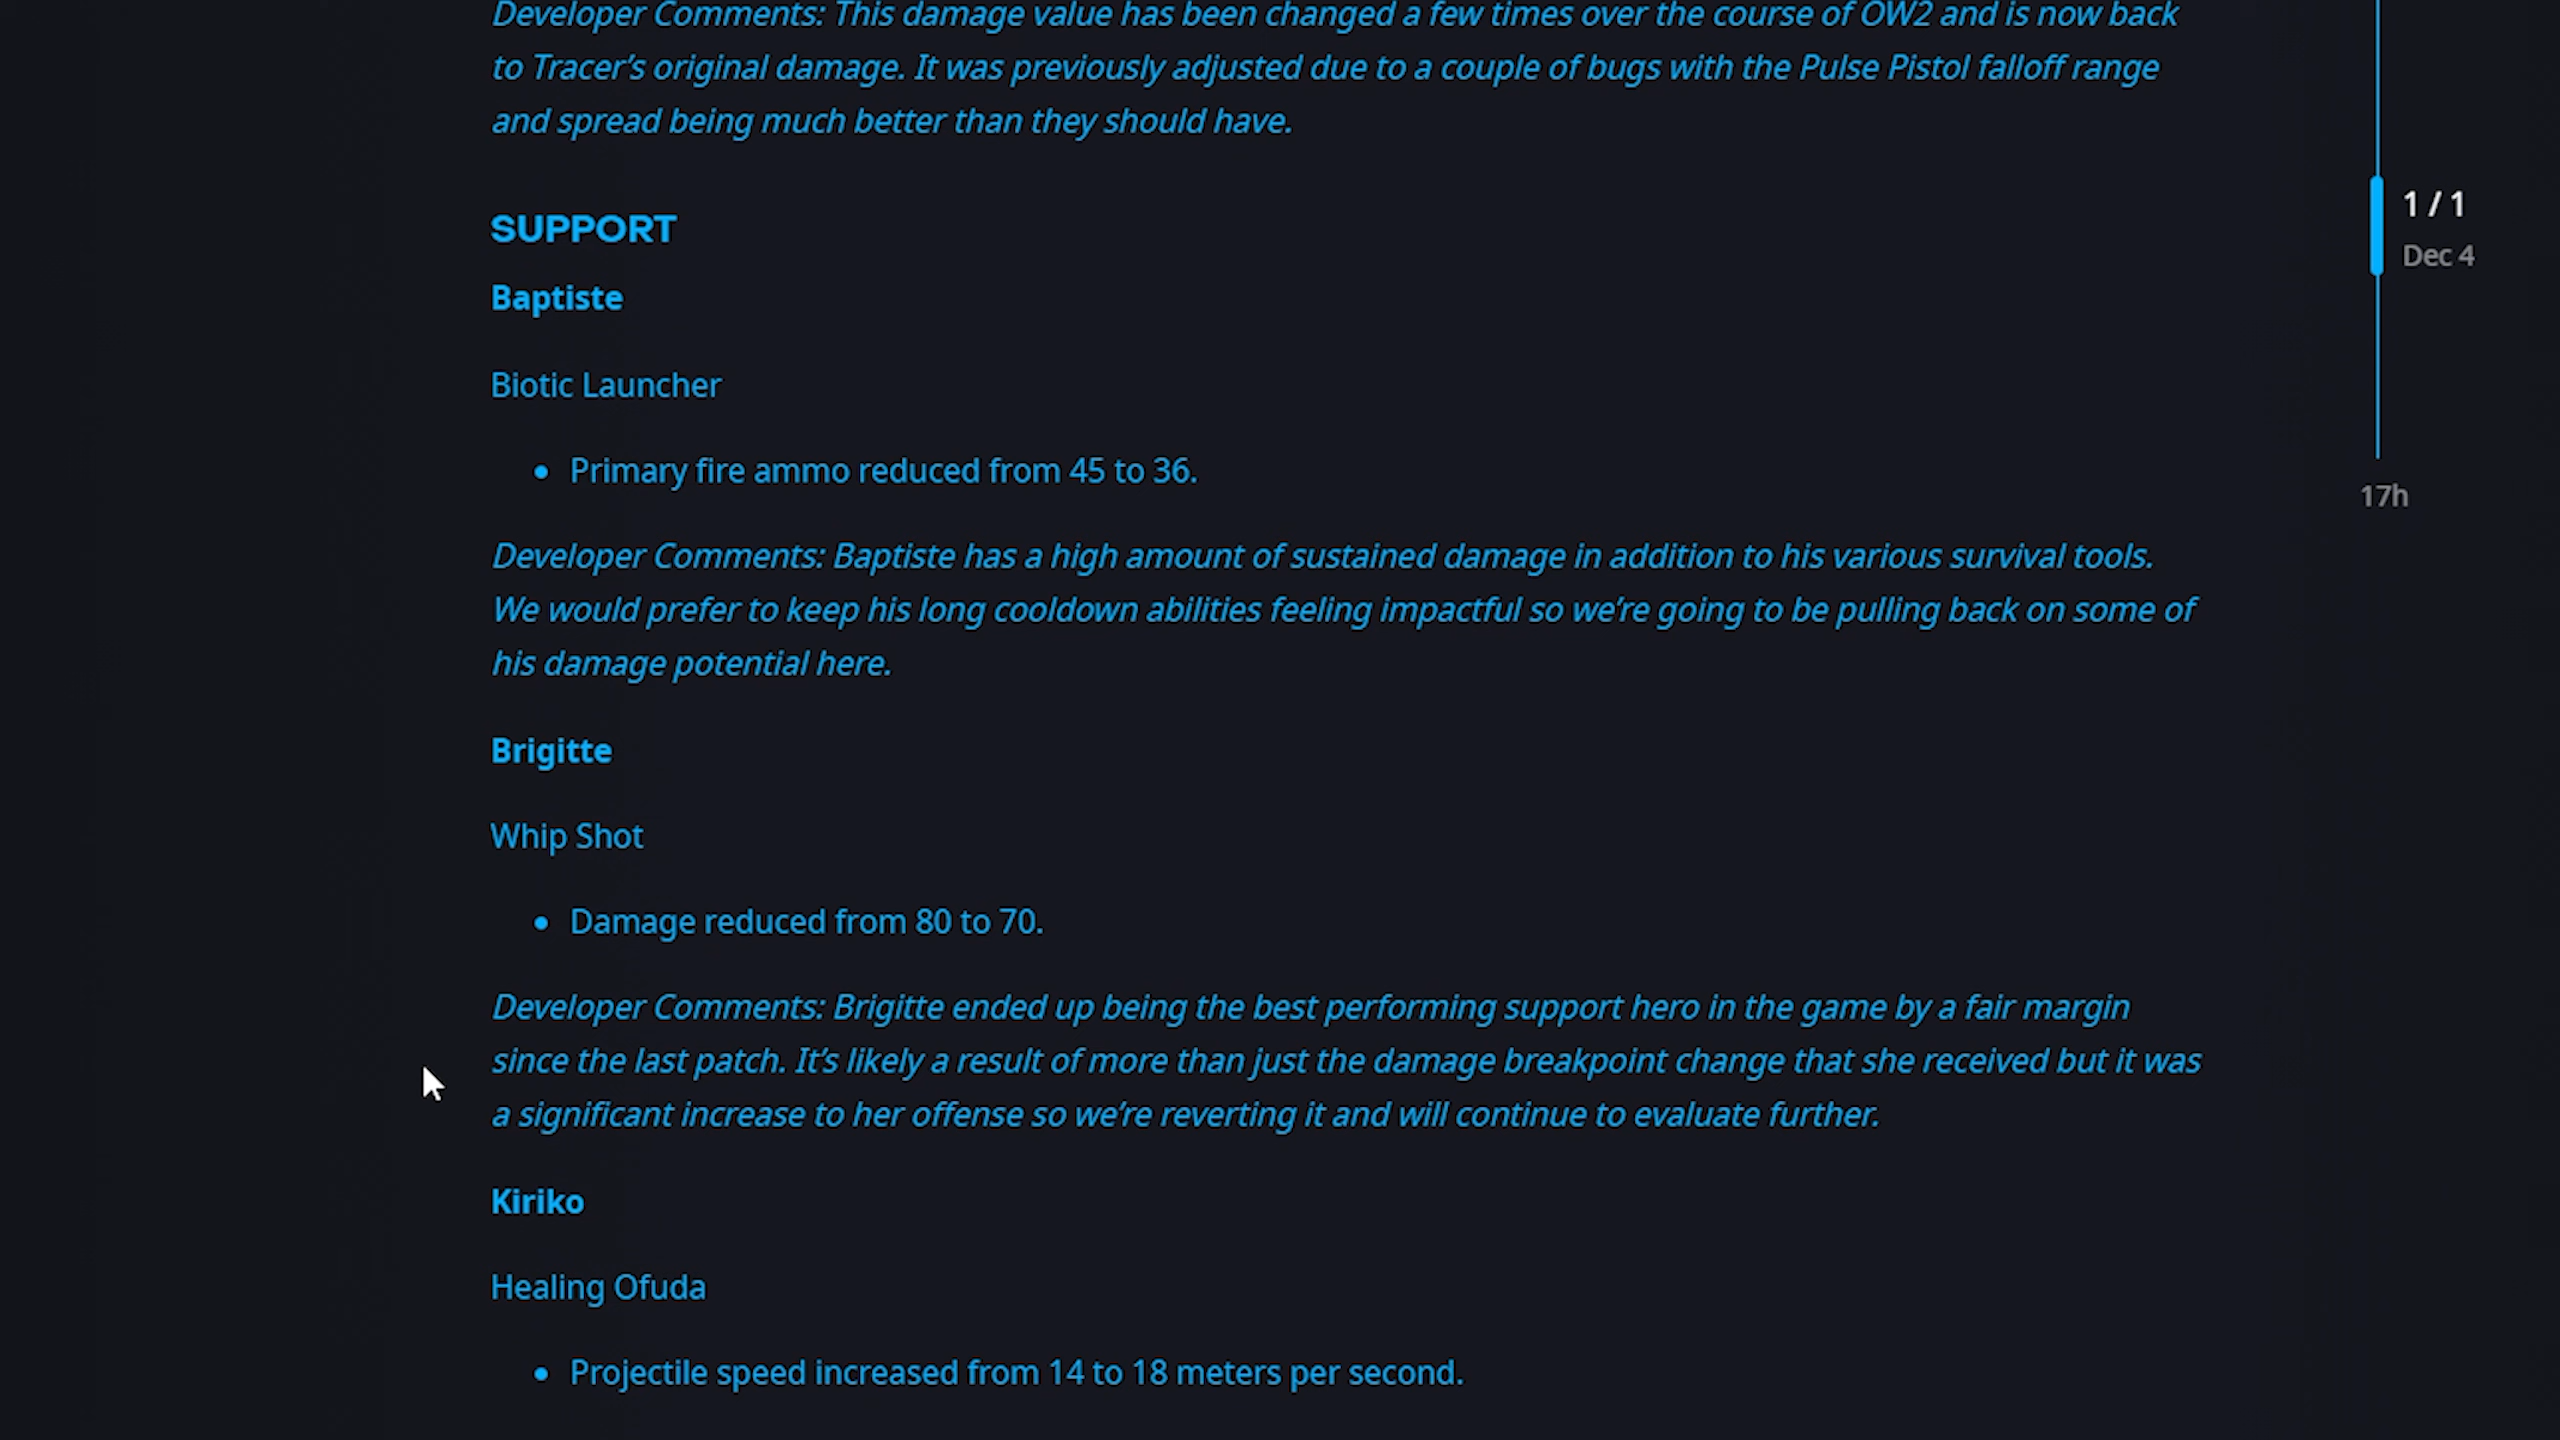 Developer Comments: This damage value has been changed a few times over the course of OW2 and is now back
to Tracer’s original damage. It was previously adjusted due to a couple of bugs with the Pulse Pistol falloff range
and spread being much better than they should have.
SUPPORT
Baptiste
Biotic Launcher
• Primary fire ammo reduced from 45 to 36.
Developer Comments: Baptiste has a high amount of sustained damage in addition to his various survival tools.
We would prefer to keep his long cooldown abilities feeling impactful so we’re going to be pulling back on some of
his damage potential here.
Brigitte
Whip Shot
• Damage reduced from 80 to 70.
Developer Comments: Brigitte ended up being the best performing support hero in the game by a fair margin
since the last patch. It’s likely a result of more than just the damage breakpoint change that she received but it was
a significant increase to her offense so we’re reverting it and will continue to evaluate further.
Kiriko
Healing Ofuda
• Projectile speed increased from 14 to 18 meters per second.
1 / 1
Dec 4
17h